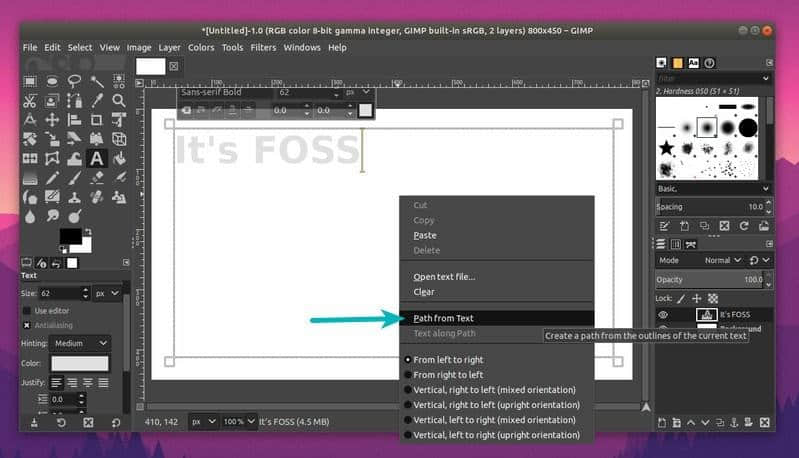 *[Untitled]-1.0 (RGB color 8-bit gamma integer, GIMP built-in sRGB, 2 layers) 800x450 – GIMP
File Edit Select View Image Layer Colors Tools Filters Windows Help
Sans-serif Bold 62 px
0.0 0.0
It's FOSS
filter
2. Hardness 050 (51 × 51)
Basic,
Spacing 10.0
Mode Normal
Opacity 100.0
Lock:
It's FOSS
Background
Text
Size: 62 px
Use editor
Antialiasing
Hinting: Medium
Color:
Justify:
0.0
0.0
Cut
Copy
Paste
Delete
Open text file...
Clear
Path from Text
Text along Path
Create a path from the outlines of the current text
From left to right
From right to left
Vertical, right to left (mixed orientation)
Vertical, right to left (upright orientation)
Vertical, left to right (mixed orientation)
Vertical, left to right (upright orientation)
410, 142 px 100 % It's FOSS (4.5 MB)